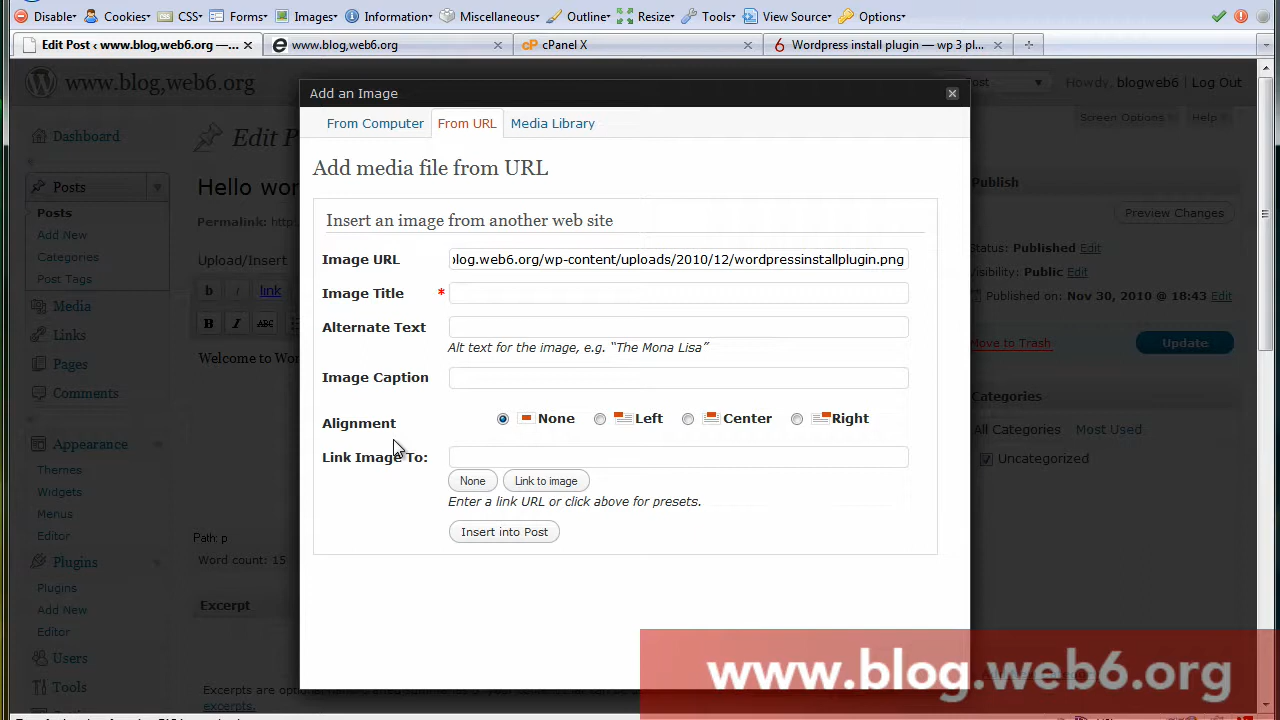 Disable▾ Cookies▾ CSS▾ Forms▾ Images▾ Information▾ Miscellaneous▾ Outline▾ Resize▾ Tools▾ View Source▾ Options▾
Edit Post ‹ www.blog,web6.org —... www.blog,web6.org cPanel X Wordpress install plugin — wp 3 pl...
www.blog,web6.org
Howdy, blogweb6 | Log Out
Add an Image
From Computer From URL Media Library
Screen Options Help
Dashboard
Edit P
Add media file from URL
Posts
Hello wor
Publish
Insert an image from another web site
Posts
Permalink:
Preview Changes
Add New
Status: Published Edit
Upload/Insert
Image URL blog.web6.org/wp-content/uploads/2010/12/wordpressinstallplugin.png
Categories
Visibility: Public Edit
Post Tags
b i link
Image Title *
Published on: Nov 30, 2010 @ 18:43 Edit
Media
B I ABC
Alternate Text
Links
Alt text for the image, e.g. “The Mona Lisa”
Move to Trash Update
Welcome to Wor
Pages
Image Caption
Comments
Categories
Alignment None Left Center Right
All Categories Most Used
Appearance
Link Image To:
Uncategorized
Themes
None Link to image
Widgets
Enter a link URL or click above for presets.
Menus
Insert into Post
Editor
Path: p
Word count: 15
Plugins
Plugins
Excerpt
Add New
Editor
Users
Tools
Excerpts are optional
excerpts.
www.blog.web6.org